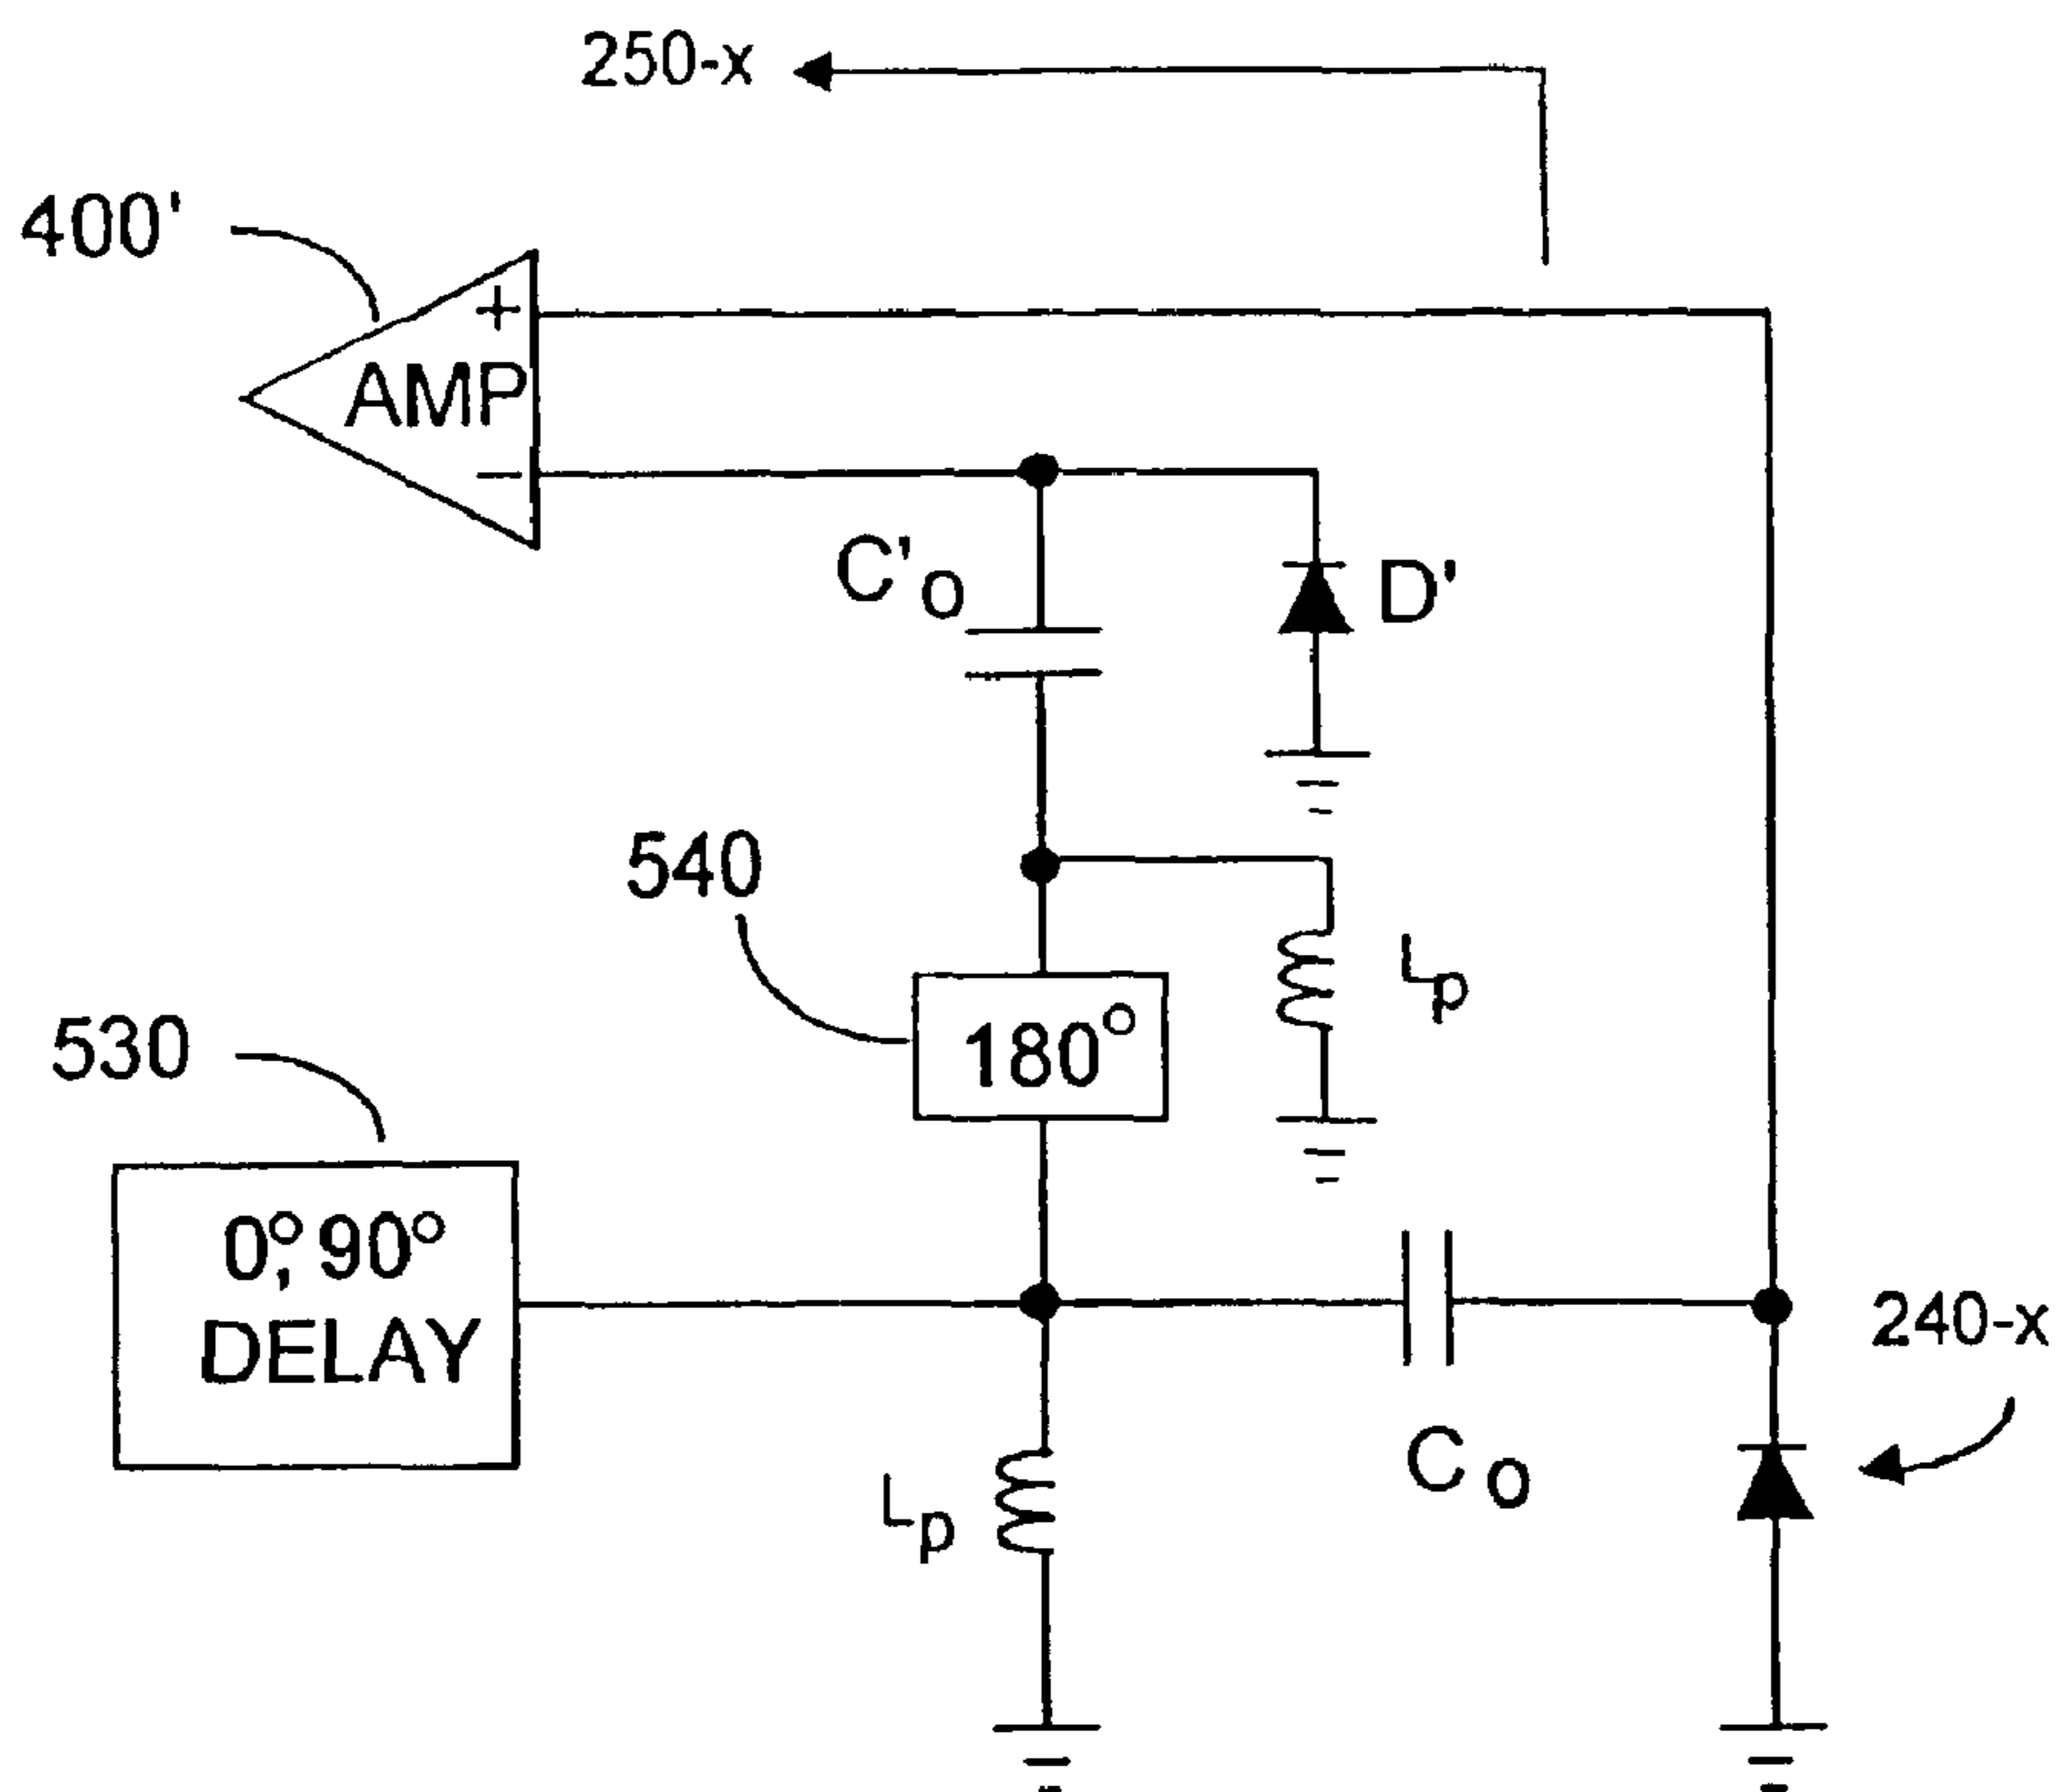 250-x
400'
+
AMP
−
C'o
D'
540
Lp
180°
530
0°, 90°
DELAY
240-x
Co
Lp